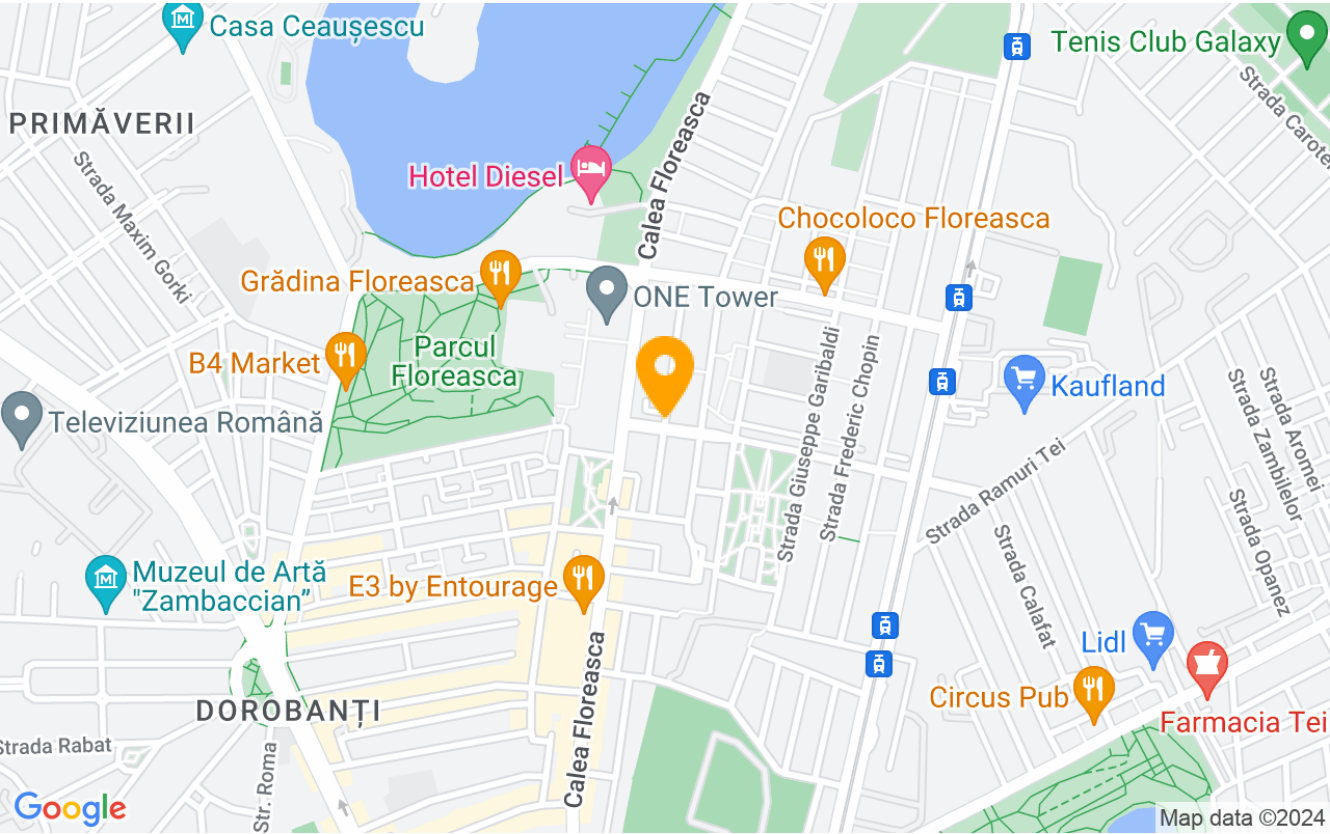 Casa Ceaușescu
Tenis Club Galaxy
PRIMĂVERII
Strada Carotei
Strada Maxim Gorki
Hotel Diesel
Calea Floreasca
Chocoloco Floreasca
Grădina Floreasca
ONE Tower
B4 Market
Parcul
Floreasca
Strada Giuseppe Garibaldi
Strada Frederic Chopin
Kaufland
Televiziunea Română
Strada Aromei
Strada Zambilelor
Strada Ramuri Tei
Strada Opanez
Strada Calafat
Muzeul de Artă
"Zambaccian”
E3 by Entourage
Calea Floreasca
Lidl
Circus Pub
Farmacia Tei
DOROBANȚI
Strada Rabat
Str. Roma
Google
Map data ©2024